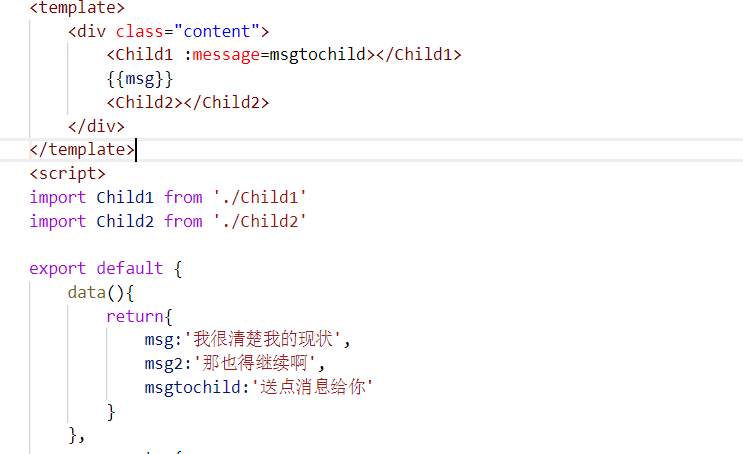 <template>
<div class="content">
<Child1 :message=msgtochild></Child1>
{{msg}}
<Child2></Child2>
</div>
</template>
<script>
import Child1 from './Child1'
import Child2 from './Child2'
export default {
data(){
return{
msg:'我很清楚我的现状',
msg2:'那也得继续啊',
msgtochild:'送点消息给你'
}
},